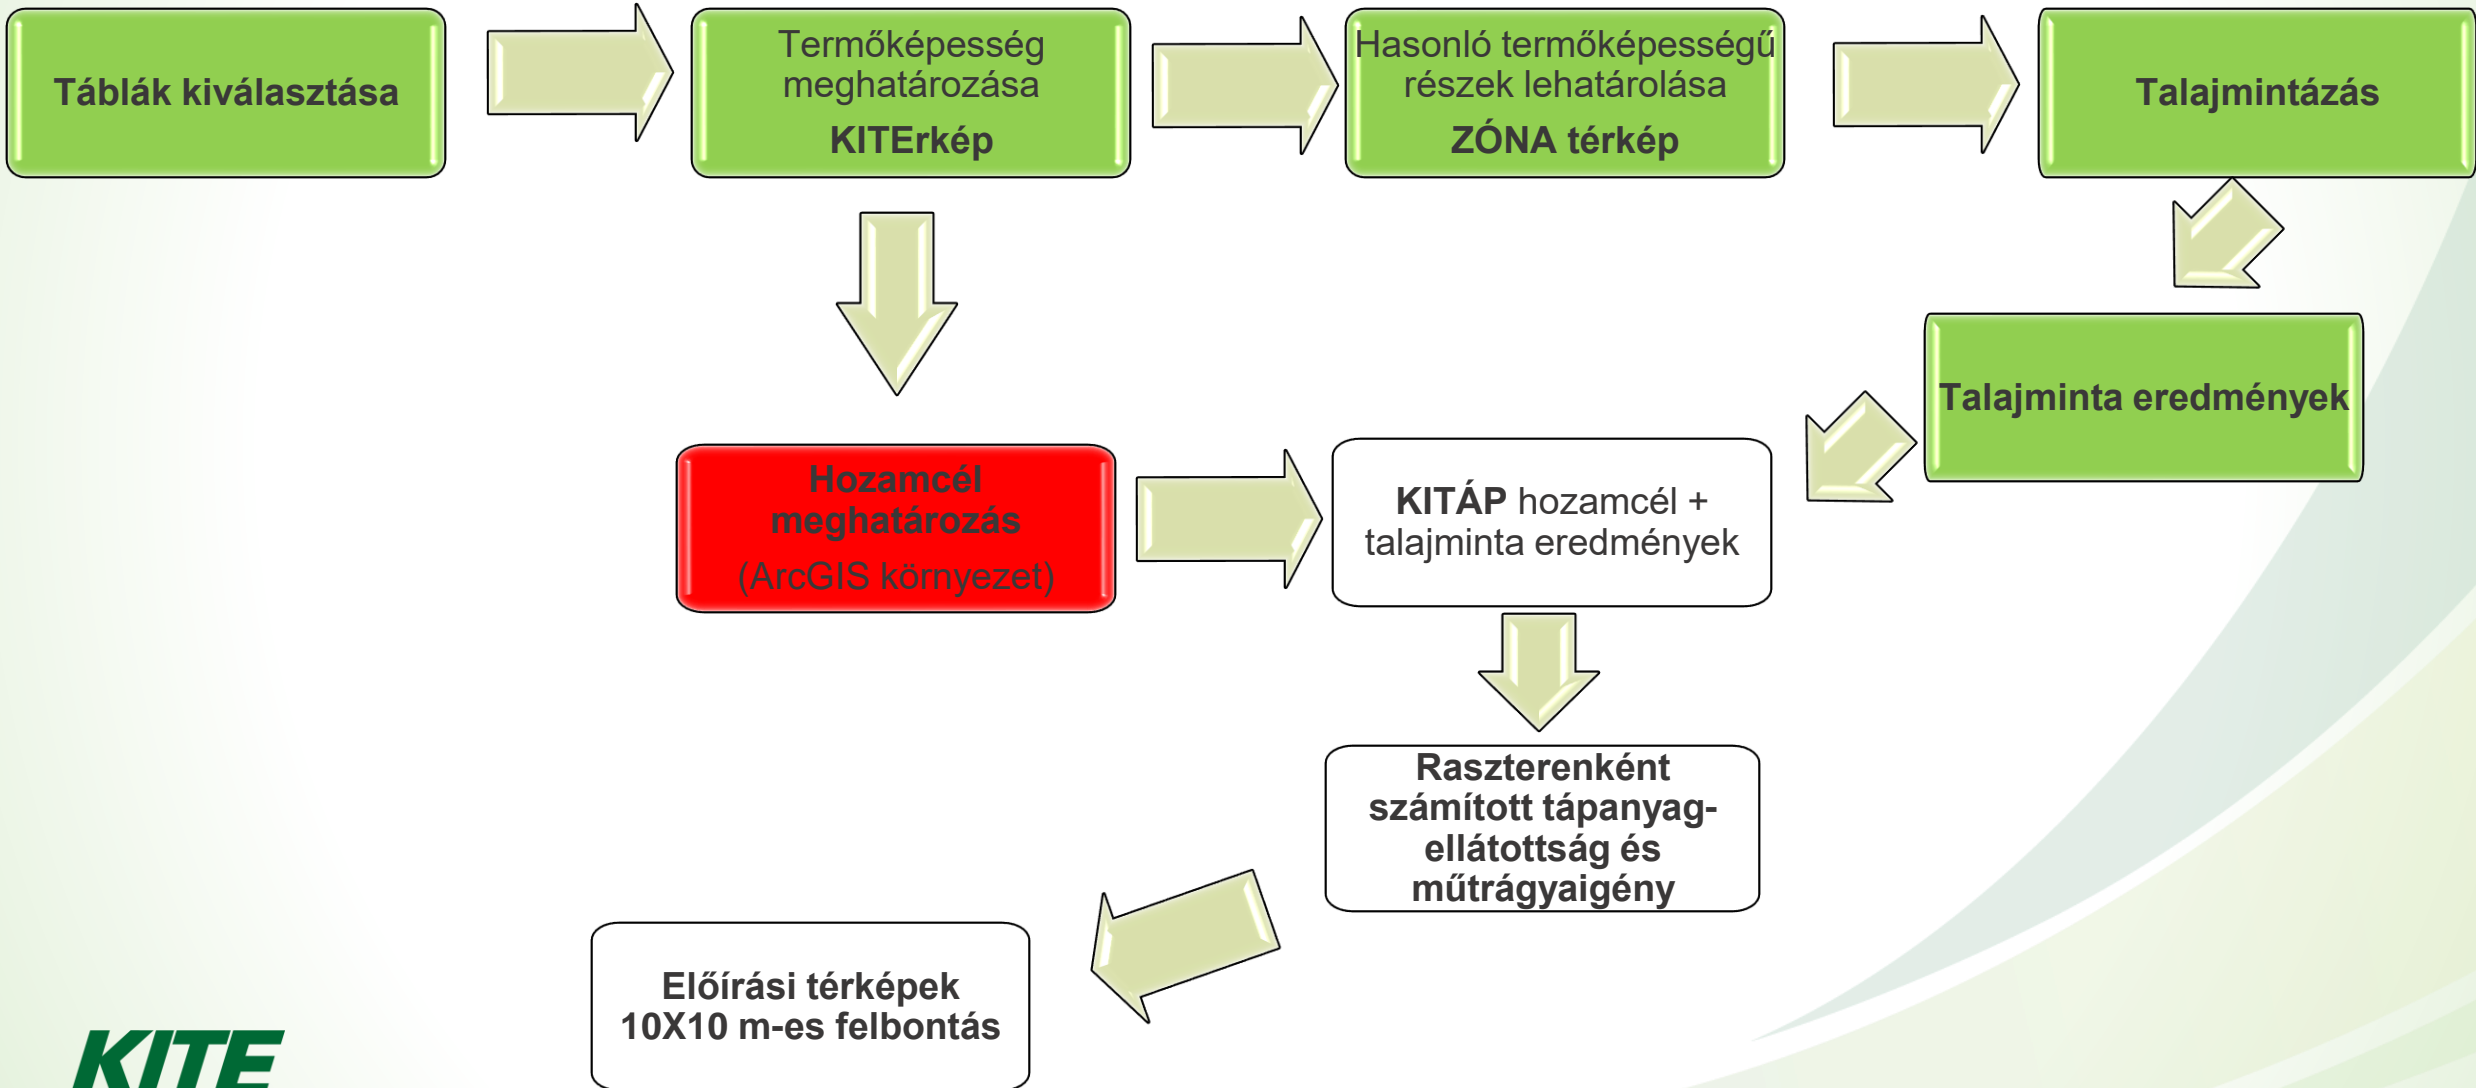 Táblák kiválasztása
Termőképesség
meghatározása
KITErkép
Hasonló termőképességű
részek lehatárolása
ZÓNA térkép
Talajmintázás
Talajminta eredmények
Hozamcél
meghatározás
(ArcGIS környezet)
KITÁP hozamcél +
talajminta eredmények
Raszterenként
számított tápanyag-
ellátottság és
műtrágyaigény
Előírási térképek
10X10 m-es felbontás
KITE